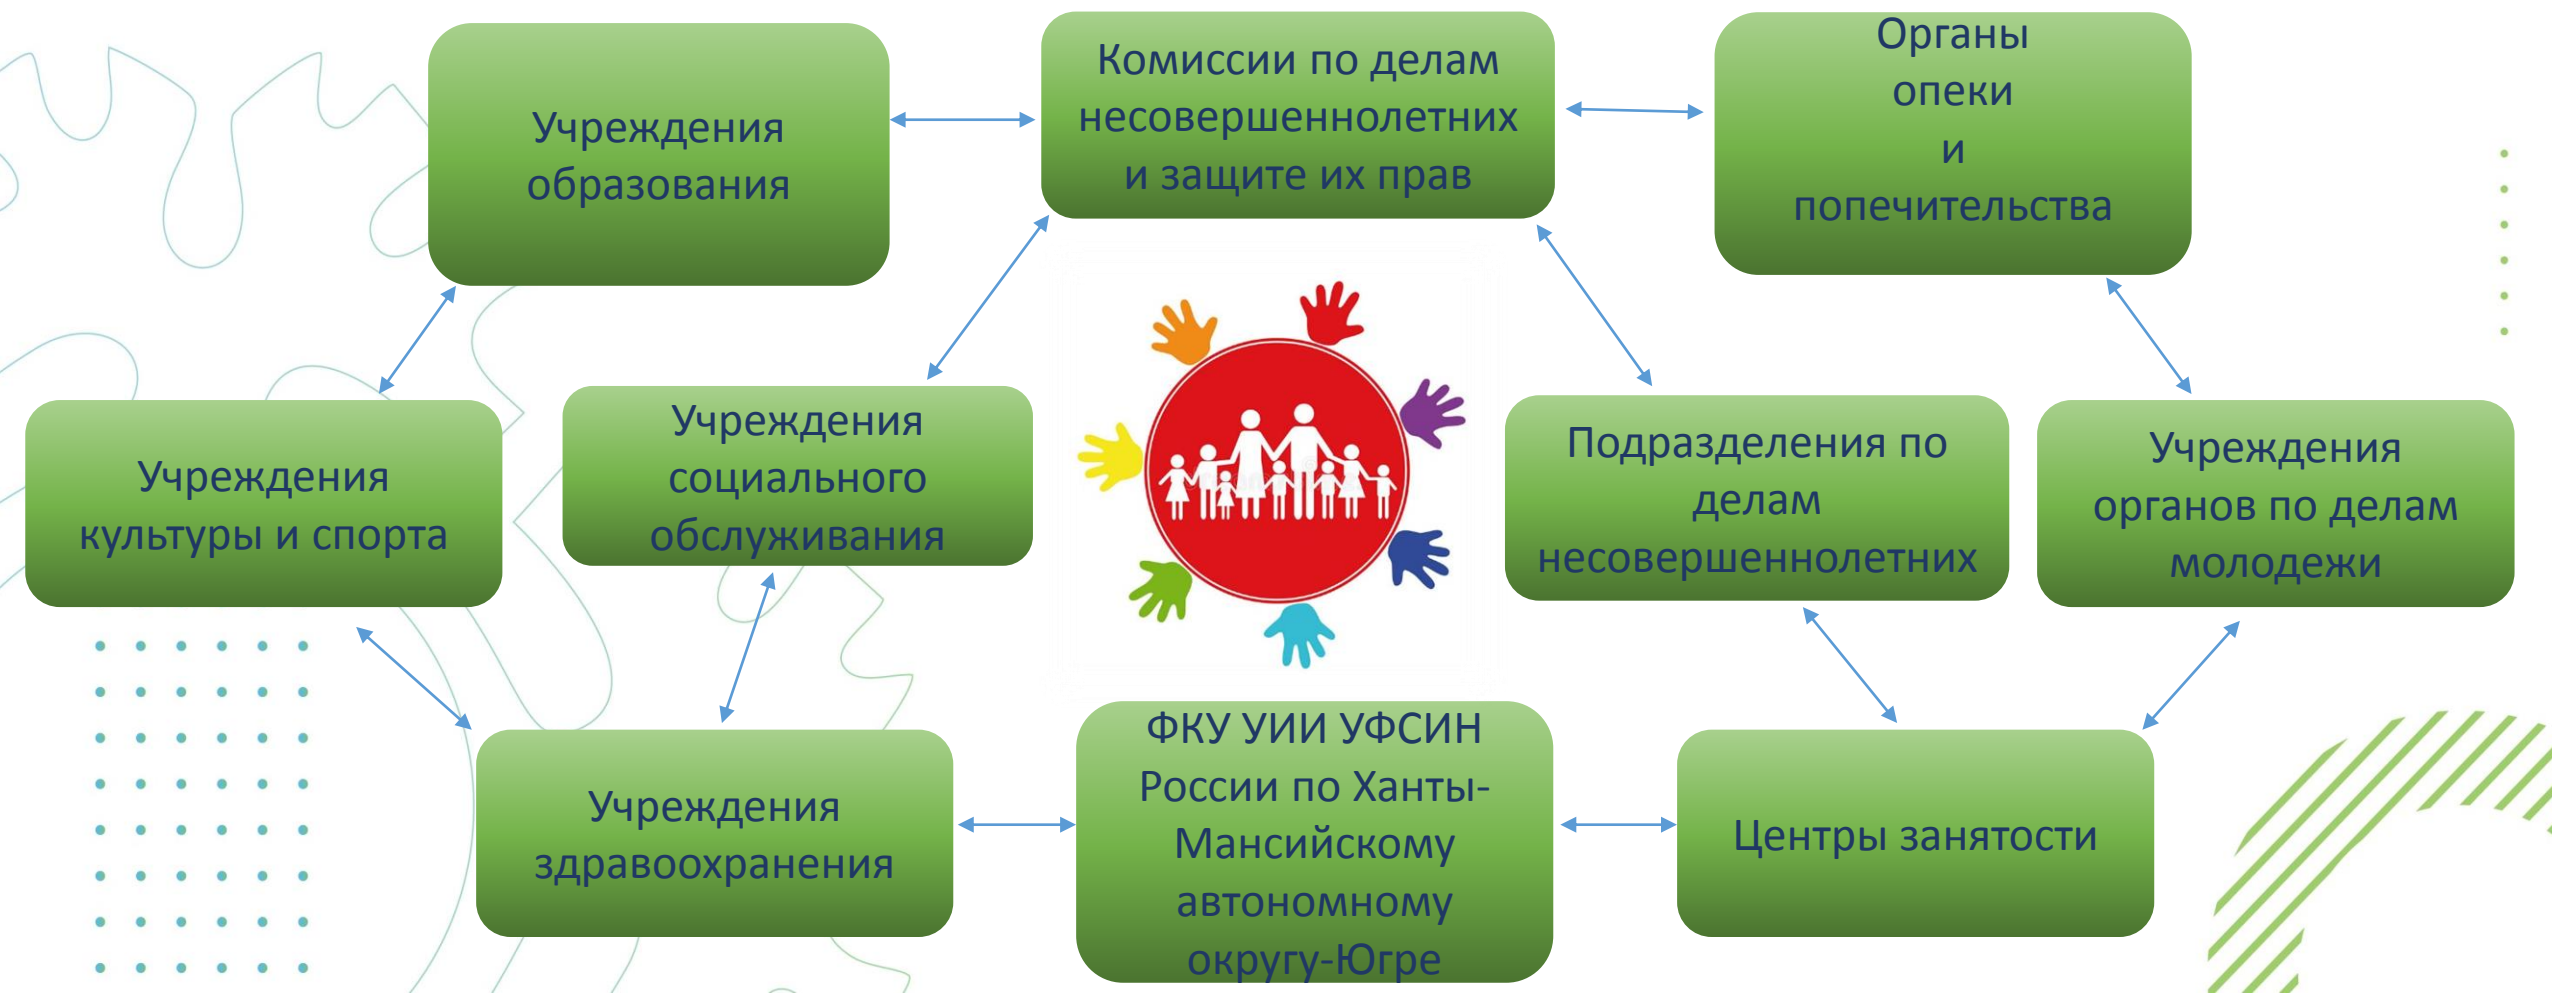 Учреждения
образования
Комиссии по делам
несовершеннолетних
и защите их прав
Органы
опеки
и
попечительства
Учреждения
культуры и спорта
Учреждения
социального
обслуживания
Подразделения по
делам
несовершеннолетних
Учреждения
органов по делам
молодежи
Учреждения
здравоохранения
ФКУ УИИ УФСИН
России по Ханты-
Мансийскому
автономному
округу-Югре
Центры занятости